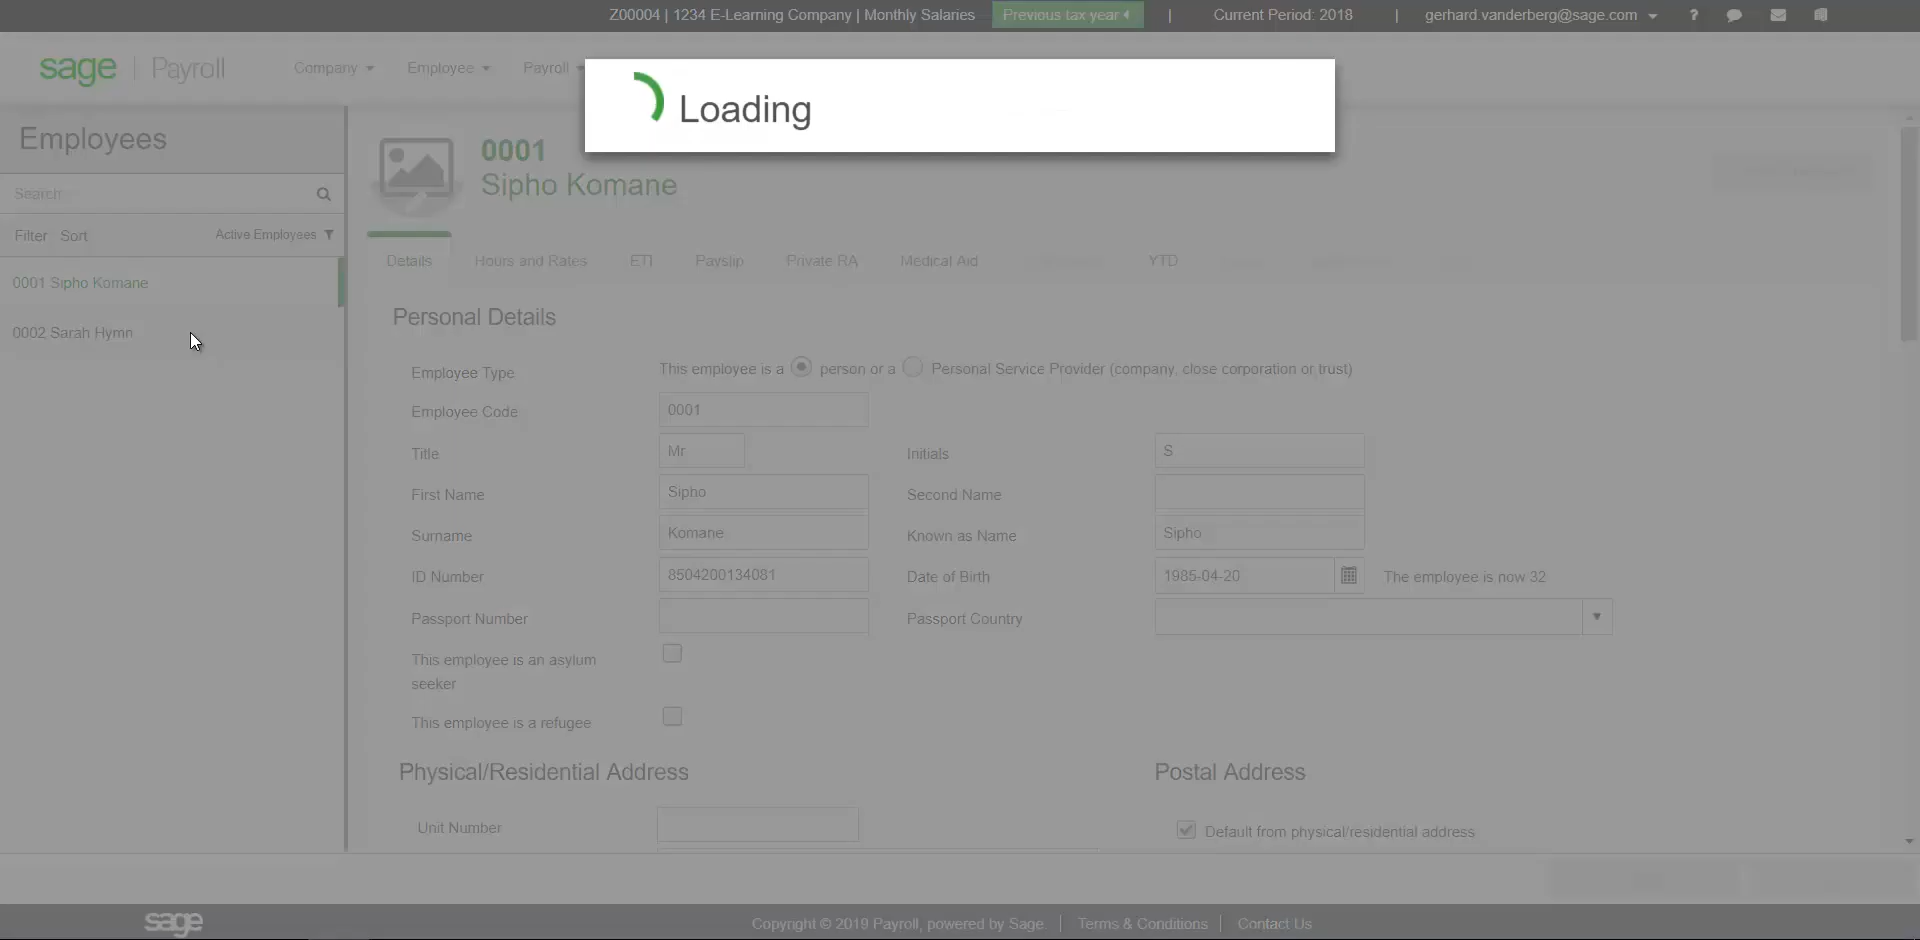 Z00004 | 1234 E-Learning Company | Monthly Salaries Previous tax year | Current Period: 2018 | gerhard.vanderberg@sage.com ?
sage Payroll Company Employee Payroll
Loading
Employees
Search
Filter Sort Active Employees
0001 Sipho Komane
0002 Sarah Hymn
0001
Sipho Komane
Details Hours and Rates ETI Payslip Private RA Medical Aid YTD
Personal Details
Employee Type This employee is a person or a Personal Service Provider (company, close corporation or trust)
Employee Code 0001
Title Mr Initials S
First Name Sipho Second Name
Surname Komane Known as Name Sipho
ID Number 8504200134081 Date of Birth 1985-04-20 The employee is now 32
Passport Number Passport Country
This employee is an asylum
seeker
This employee is a refugee
Physical/Residential Address Postal Address
Unit Number Default from physical/residential address
sage Copyright © 2019 Payroll, powered by Sage | Terms & Conditions | Contact Us